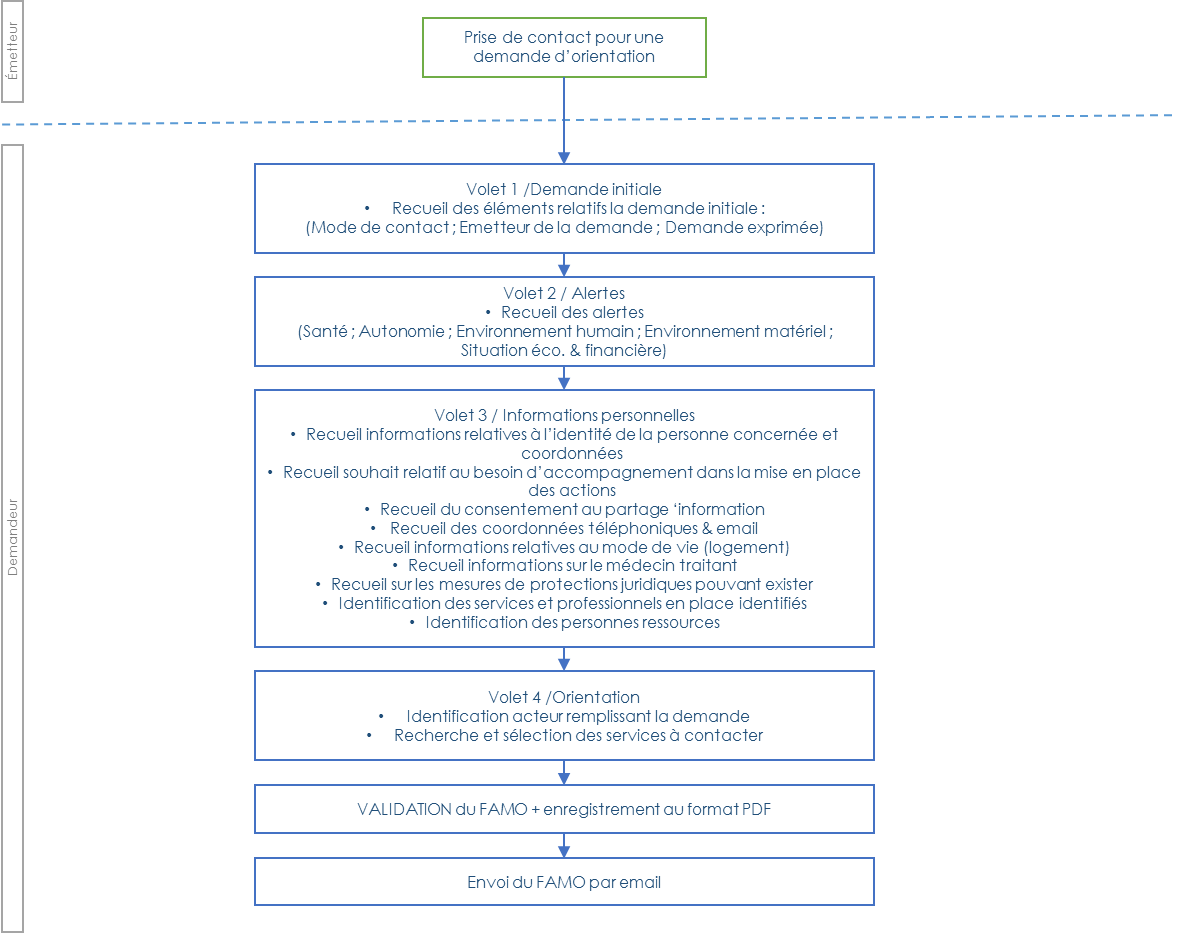 Émetteur
Prise de contact pour une
demande d’orientation
Demandeur
Volet 1 /Demande initiale
• Recueil des éléments relatifs la demande initiale :
(Mode de contact ; Emetteur de la demande ; Demande exprimée)
Volet 2 / Alertes
• Recueil des alertes
(Santé ; Autonomie ; Environnement humain ; Environnement matériel ;
Situation éco. & financière)
Volet 3 / Informations personnelles
• Recueil informations relatives à l’identité de la personne concernée et
coordonnées
• Recueil souhait relatif au besoin d’accompagnement dans la mise en place
des actions
• Recueil du consentement au partage ‘information
• Recueil des coordonnées téléphoniques & email
• Recueil informations relatives au mode de vie (logement)
• Recueil informations sur le médecin traitant
• Recueil sur les mesures de protections juridiques pouvant exister
• Identification des services et professionnels en place identifiés
• Identification des personnes ressources
Volet 4 /Orientation
• Identification acteur remplissant la demande
• Recherche et sélection des services à contacter
VALIDATION du FAMO + enregistrement au format PDF
Envoi du FAMO par email